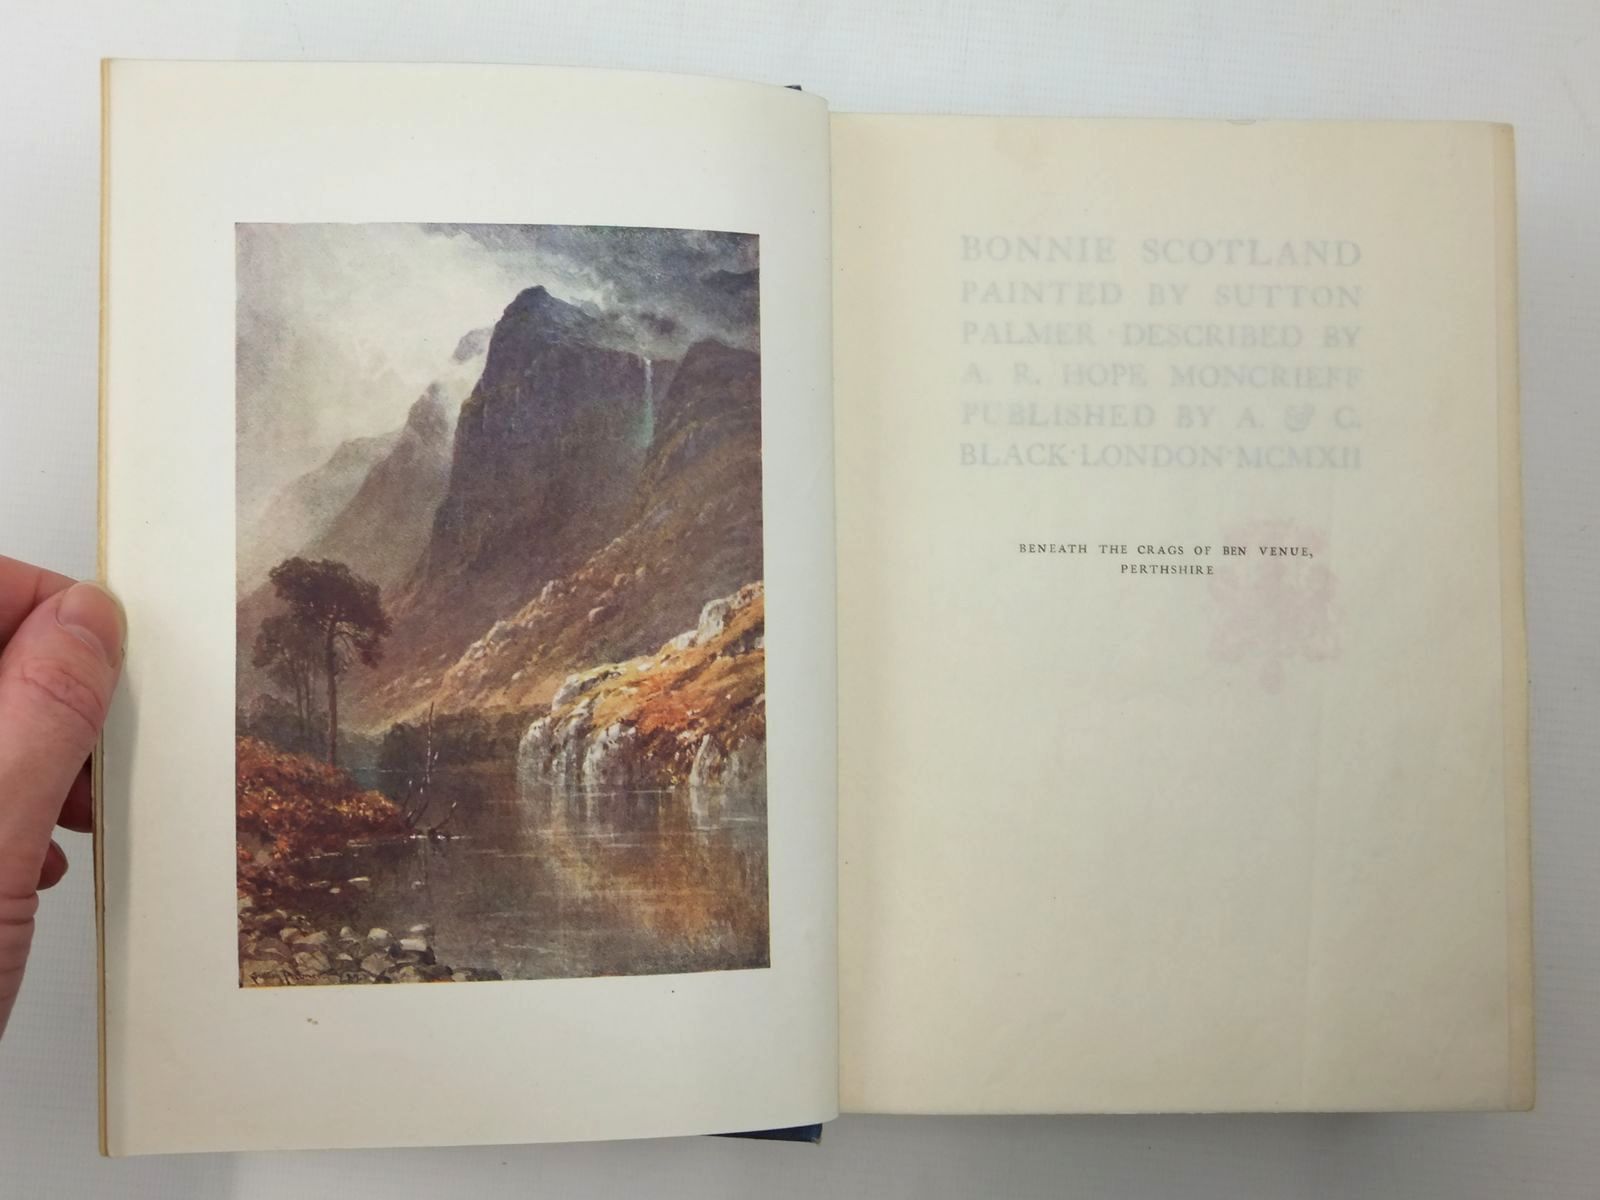 BONNIE SCOTLAND
PAINTED BY SUTTON
PALMER · DESCRIBED BY
A. R. HOPE MONCRIEFF
PUBLISHED BY A. & C.
BLACK · LONDON · MCMXII
BENEATH THE CRAGS OF BEN VENUE,
PERTHSHIRE